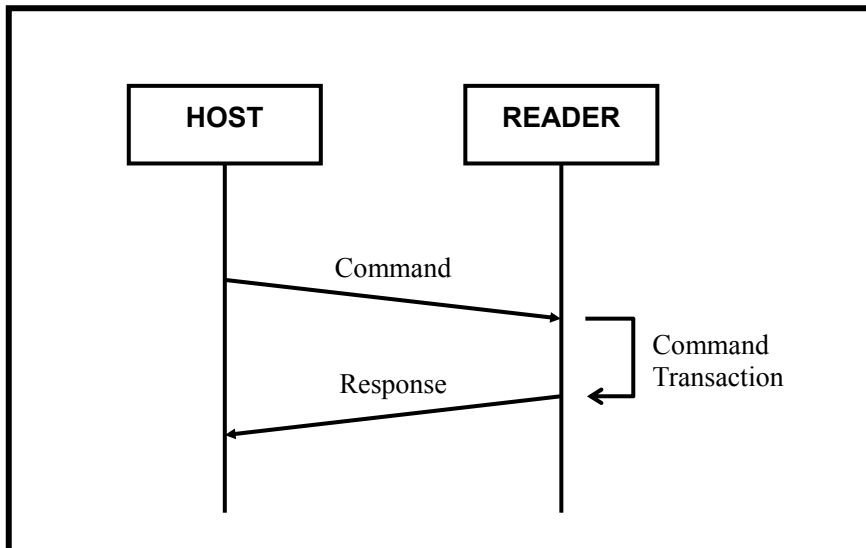 HOST
READER
Command
Command
Transaction
Response